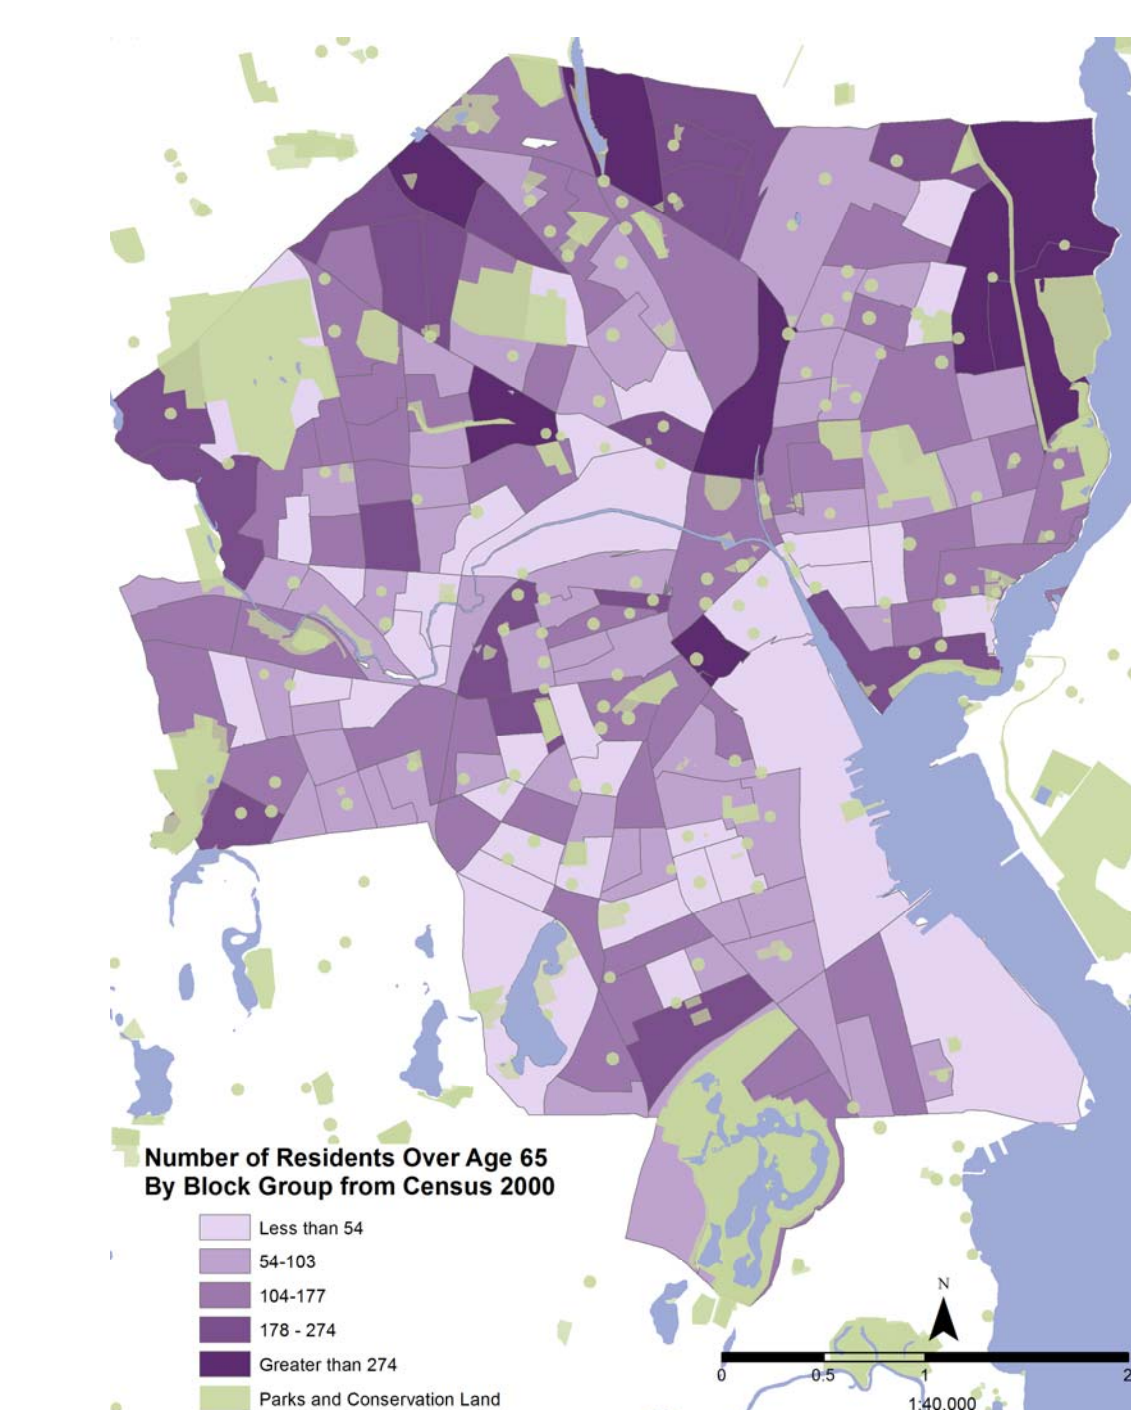 Number of Residents Over Age 65
By Block Group from Census 2000
Less than 54
54-103
104-177
178 - 274
Greater than 274
Parks and Conservation Land
N
0 0.5 1 2
1:40,000